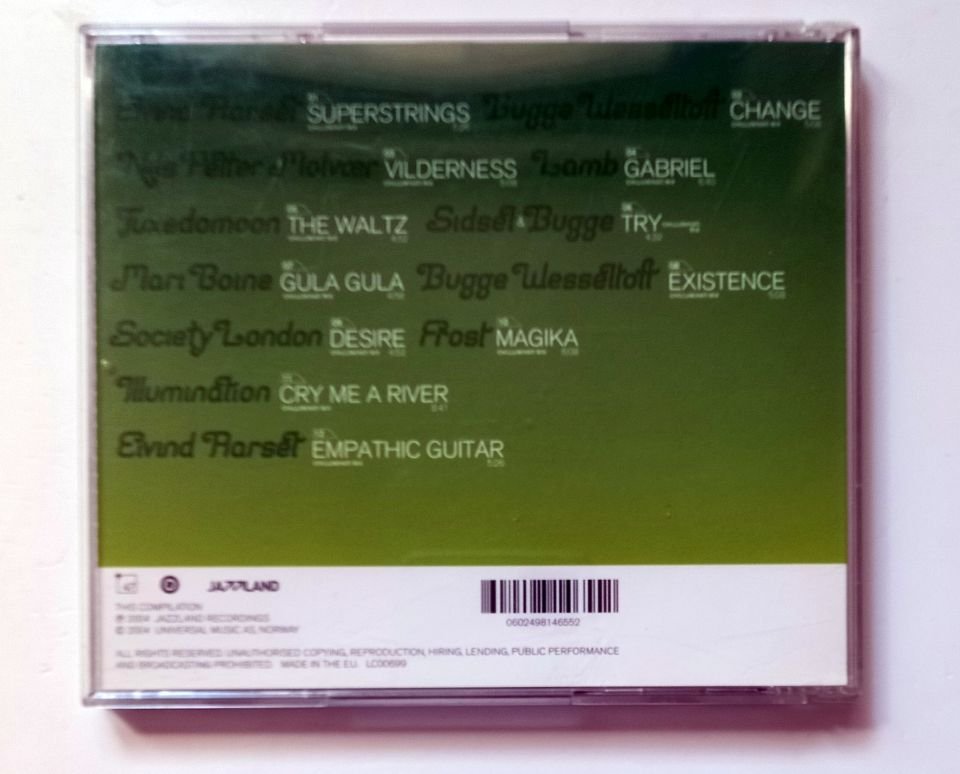 Eivind Aarset SUPERSTRINGS Bugge Wesseltoft CHANGE
Nils Petter Molvær VILDERNESS Lamb GABRIEL
Tuxedomoon THE WALTZ Sidsel & Bugge TRY
Mari Boine GULA GULA Bugge Wesseltoft EXISTENCE
Society London DESIRE Frost MAGIKA
Illumination CRY ME A RIVER
Eivind Aarset EMPATHIC GUITAR
JAZZLAND
THIS COMPILATION
℗ 2004 JAZZLAND RECORDINGS
© 2004 UNIVERSAL MUSIC AS, NORWAY
0602498146552
ALL RIGHTS RESERVED. UNAUTHORISED COPYING, REPRODUCTION, HIRING, LENDING, PUBLIC PERFORMANCE
AND BROADCASTING PROHIBITED. MADE IN THE E.U. LC00699